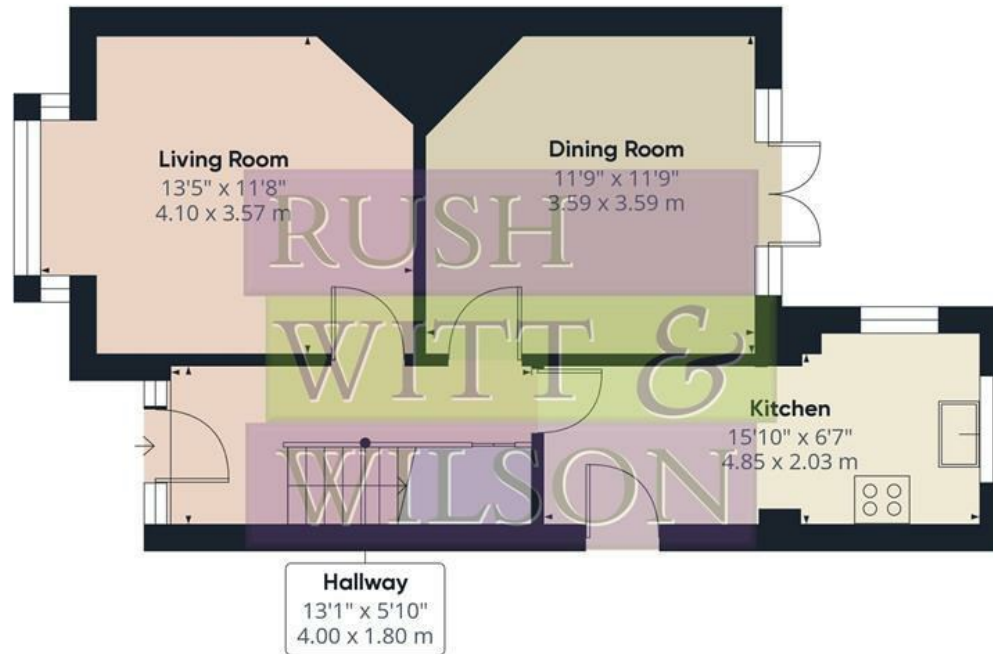 Living Room
13'5" x 11'8"
4.10 x 3.57 m
Dining Room
11'9" x 11'9"
3.59 x 3.59 m
RUSH
WITT &
WILSON
Kitchen
15'10" x 6'7"
4.85 x 2.03 m
Hallway
13'1" x 5'10"
4.00 x 1.80 m